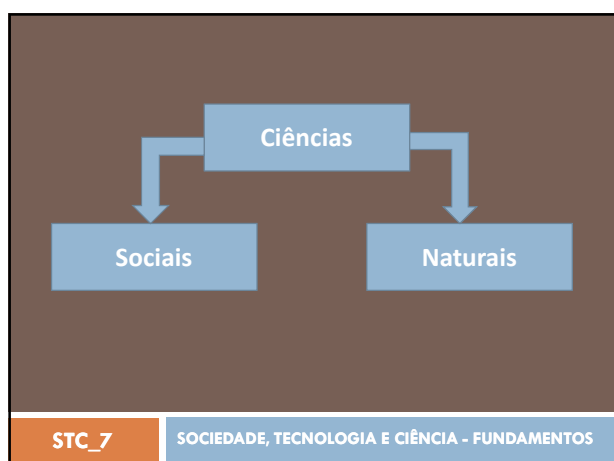 Ciências
Sociais
Naturais
STC_7
SOCIEDADE, TECNOLOGIA E CIÊNCIA - FUNDAMENTOS